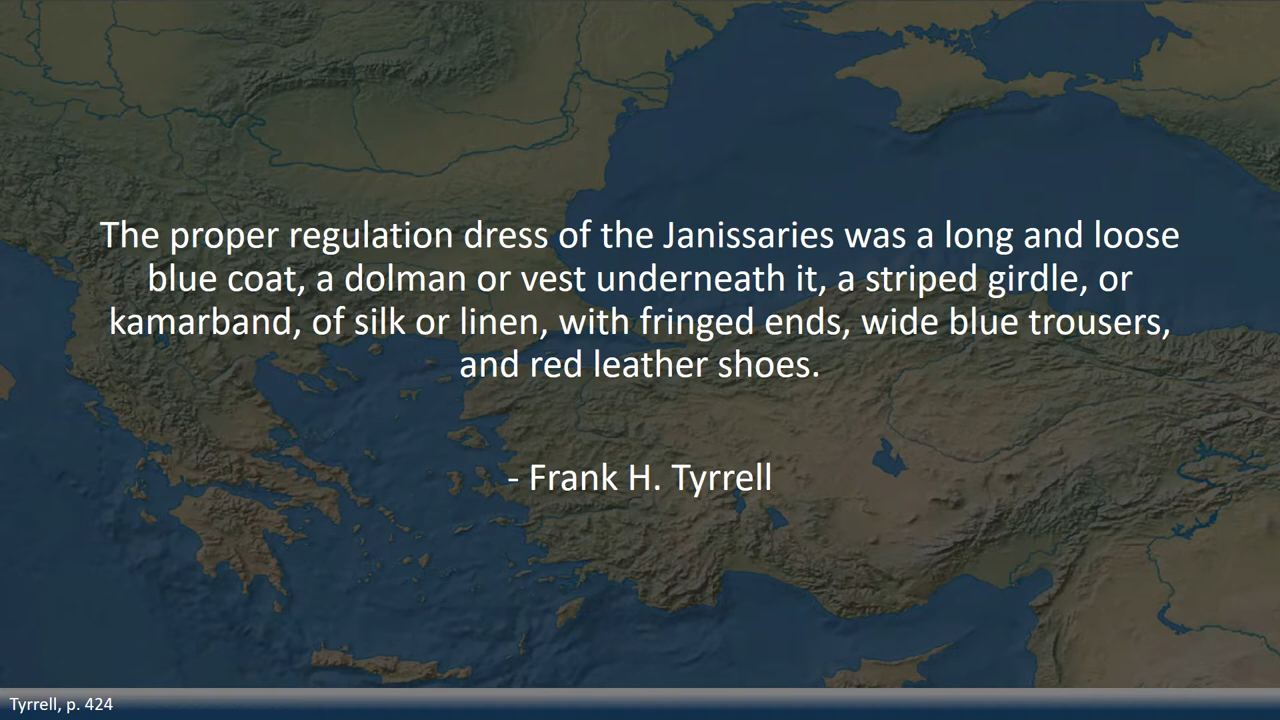 The proper regulation dress of the Janissaries was a long and loose
blue coat, a dolman or vest underneath it, a striped girdle, or
kamarband, of silk or linen, with fringed ends, wide blue trousers,
and red leather shoes.
- Frank H. Tyrrell
Tyrrell, p. 424